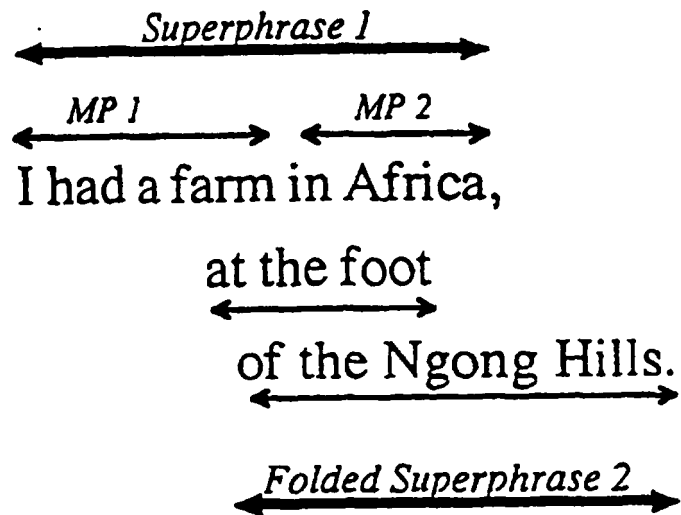 Superphrase 1
MP 1 MP 2
I had a farm in Africa,
at the foot
of the Ngong Hills.
Folded Superphrase 2